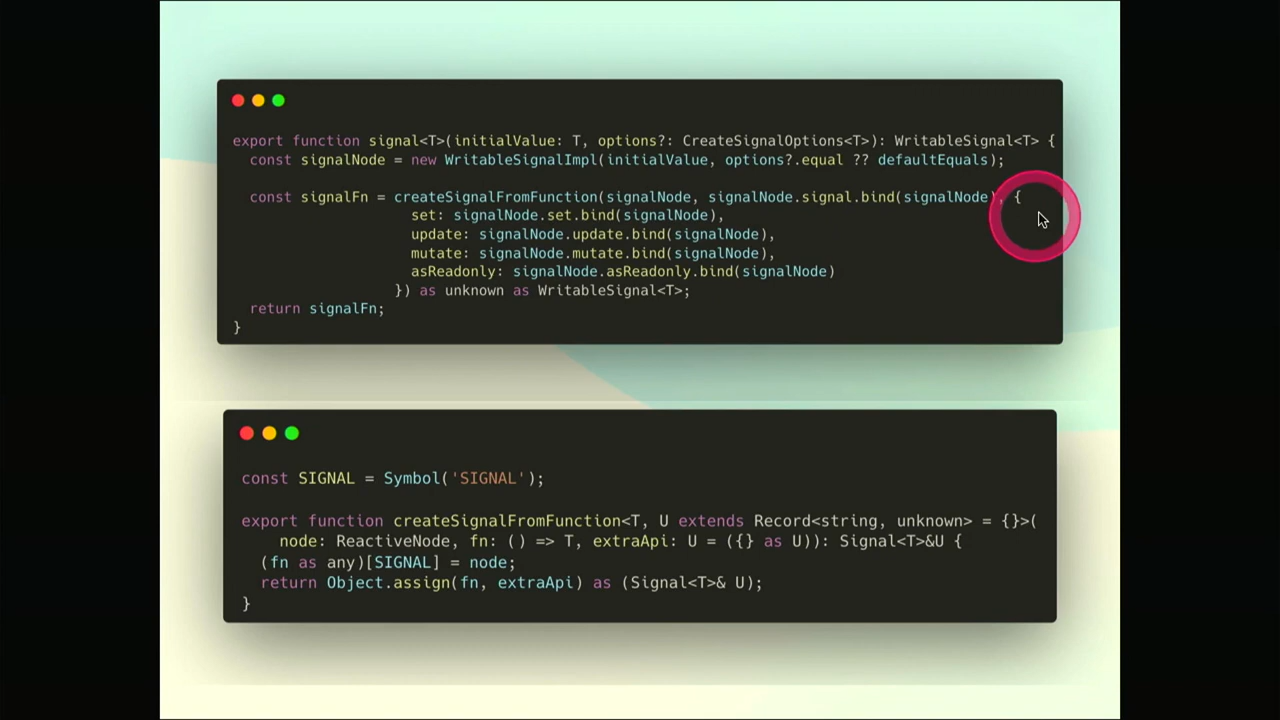 export function signal<T>(initialValue: T, options?: CreateSignalOptions<T>): WritableSignal<T> {
  const signalNode = new WritableSignalImpl(initialValue, options?.equal ?? defaultEquals);
  const signalFn = createSignalFromFunction(signalNode, signalNode.signal.bind(signalNode), {
                     set: signalNode.set.bind(signalNode),
                     update: signalNode.update.bind(signalNode),
                     mutate: signalNode.mutate.bind(signalNode),
                     asReadonly: signalNode.asReadonly.bind(signalNode)
                   }) as unknown as WritableSignal<T>;
  return signalFn;
}
const SIGNAL = Symbol('SIGNAL');
export function createSignalFromFunction<T, U extends Record<string, unknown> = {}>(
    node: ReactiveNode, fn: () => T, extraApi: U = ({} as U)): Signal<T>&U {
  (fn as any)[SIGNAL] = node;
  return Object.assign(fn, extraApi) as (Signal<T>& U);
}